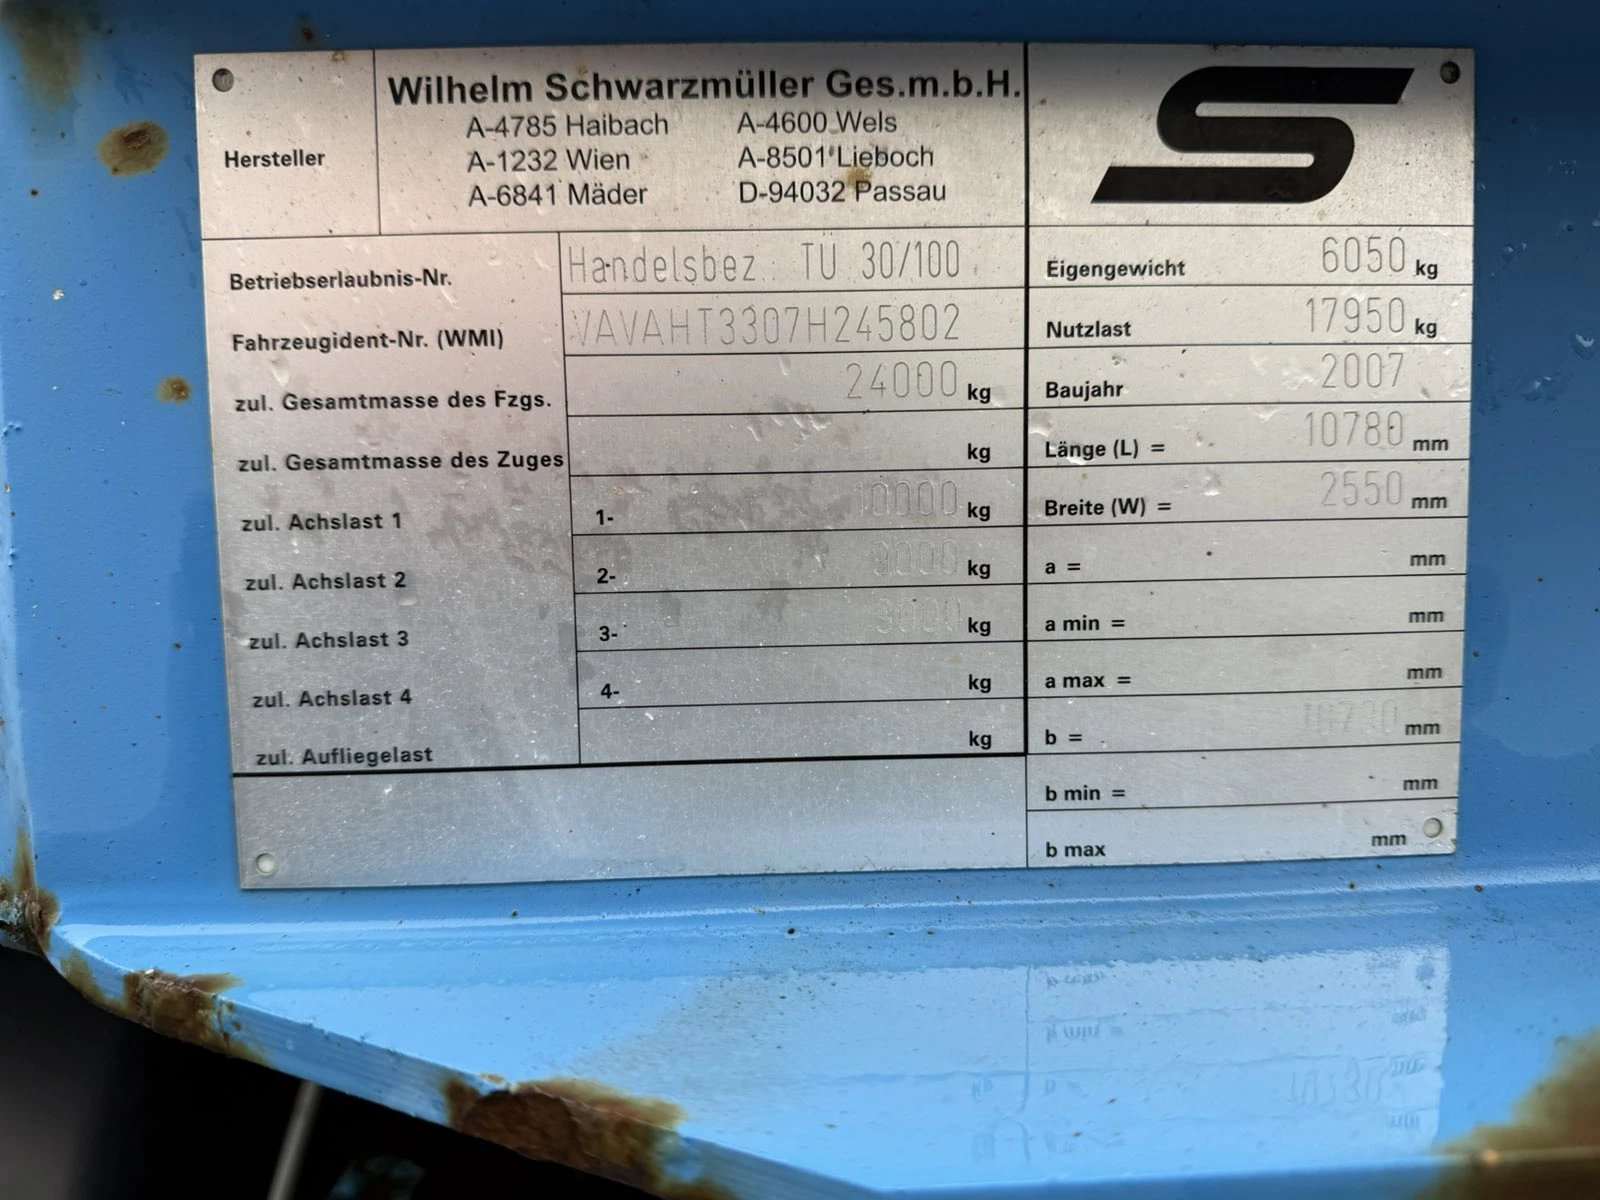 Hersteller
Wilhelm Schwarzmüller Ges.m.b.H.
A-4785 Haibach A-4600 Wels
A-1232 Wien A-8501 Lieboch
A-6841 Mäder D-94032 Passau
Betriebserlaubnis-Nr. Handelsbez.: TÜ 30/100
Fahrzeugident-Nr. (WMI) VAVAHT3307H245802
zul. Gesamtmasse des Fzgs. 24000 kg
zul. Gesamtmasse des Zuges kg
zul. Achslast 1 1- 10000 kg
zul. Achslast 2 2- 9000 kg
zul. Achslast 3 3- 9000 kg
zul. Achslast 4 4- kg
zul. Aufliegelast kg
Eigengewicht 6050 kg
Nutzlast 17950 kg
Baujahr 2007
Länge (L) = 10780 mm
Breite (W) = 2550 mm
a = mm
a min = mm
a max = mm
b = mm
b min = mm
b max mm